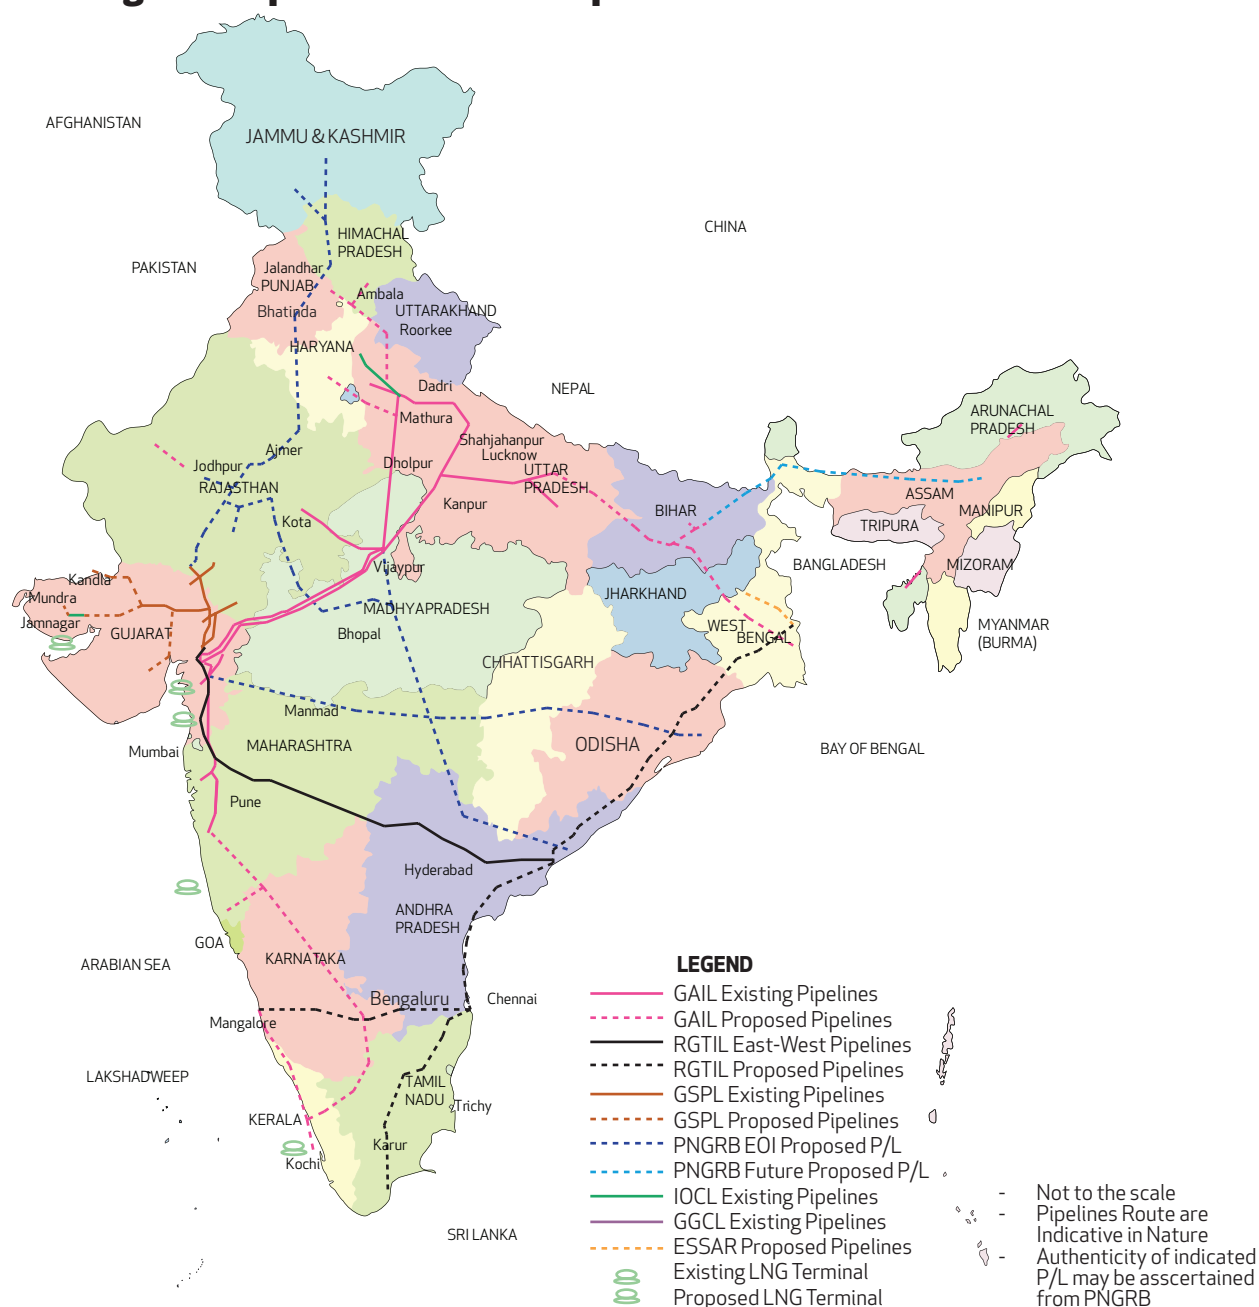 AFGHANISTAN
JAMMU & KASHMIR
CHINA
HIMACHAL
PRADESH
PAKISTAN
Jalandhar
PUNJAB
Ambala
Bhatinda
UTTARAKHAND
Roorkee
HARYANA
Dadri
NEPAL
Mathura
ARUNACHAL
PRADESH
Ajmer
Shahjahanpur
Lucknow
Jodhpur
Dholpur
UTTAR
PRADESH
RAJASTHAN
Kanpur
BIHAR
ASSAM
MANIPUR
Kota
TRIPURA
Vijaypur
BANGLADESH
MIZORAM
Kandla
Mundra
MADHYAPRADESH
JHARKHAND
Jamnagar
GUJARAT
Bhopal
WEST
BENGAL
MYANMAR
(BURMA)
CHHATTISGARH
Manmad
Mumbai
MAHARASHTRA
ODISHA
BAY OF BENGAL
Pune
Hyderabad
ANDHRA
PRADESH
GOA
ARABIAN SEA
KARNATAKA
Bengaluru
Chennai
Mangalore
LAKSHADWEEP
TAMIL
NADU
Trichy
KERALA
Karur
Kochi
SRI LANKA
LEGEND
GAIL Existing Pipelines
GAIL Proposed Pipelines
RGTIL East-West Pipelines
RGTIL Proposed Pipelines
GSPL Existing Pipelines
GSPL Proposed Pipelines
PNGRB EOI Proposed P/L
PNGRB Future Proposed P/L
IOCL Existing Pipelines
GGCL Existing Pipelines
ESSAR Proposed Pipelines
Existing LNG Terminal
Proposed LNG Terminal
- Not to the scale
- Pipelines Route are
Indicative in Nature
- Authenticity of indicated
P/L may be asscertained
from PNGRB